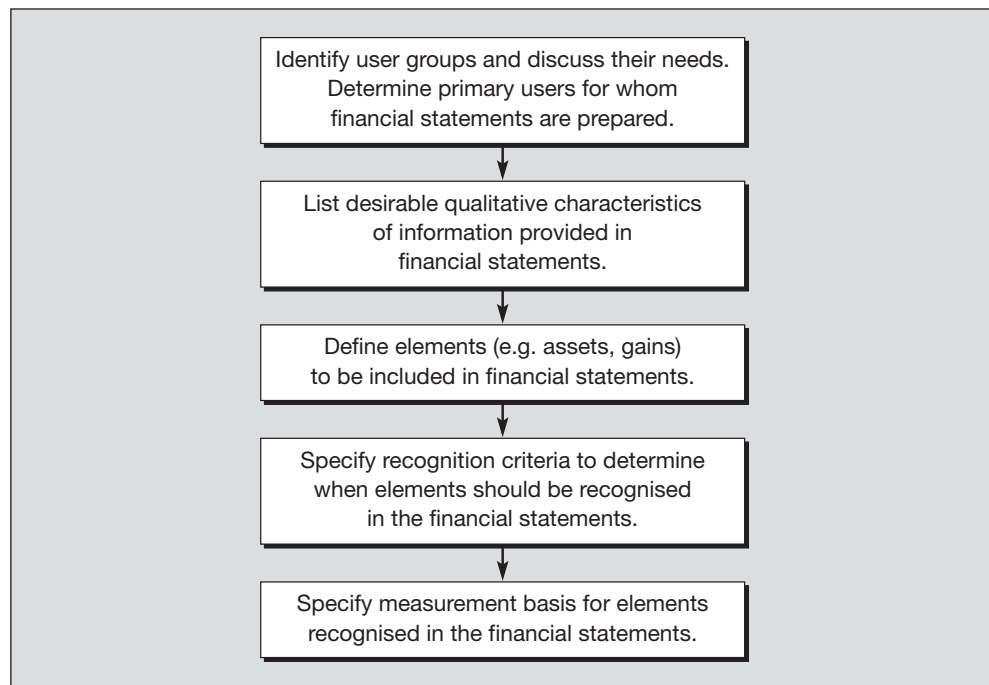 Identify user groups and discuss their needs.
Determine primary users for whom
financial statements are prepared.
List desirable qualitative characteristics
of information provided in
financial statements.
Define elements (e.g. assets, gains)
to be included in financial statements.
Specify recognition criteria to determine
when elements should be recognised
in the financial statements.
Specify measurement basis for elements
recognised in the financial statements.